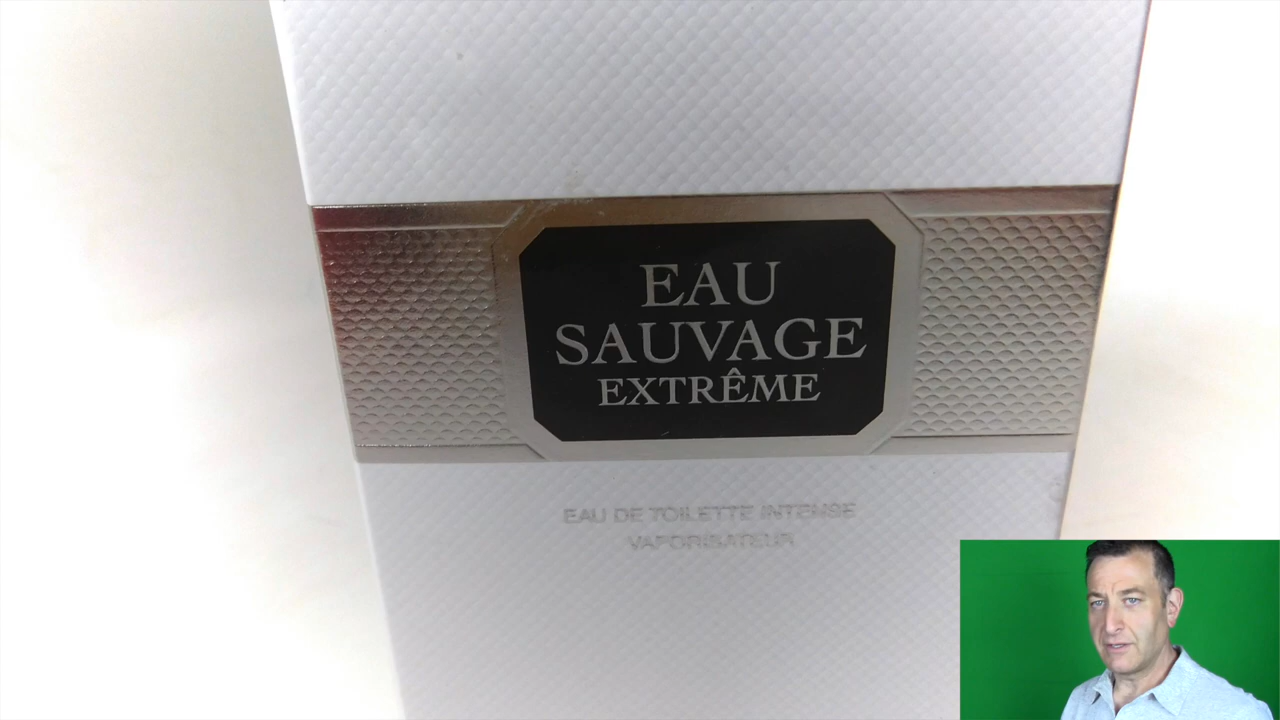 EAU
SAUVAGE
EXTRÊME
EAU DE TOILETTE INTENSE
VAPORISATEUR